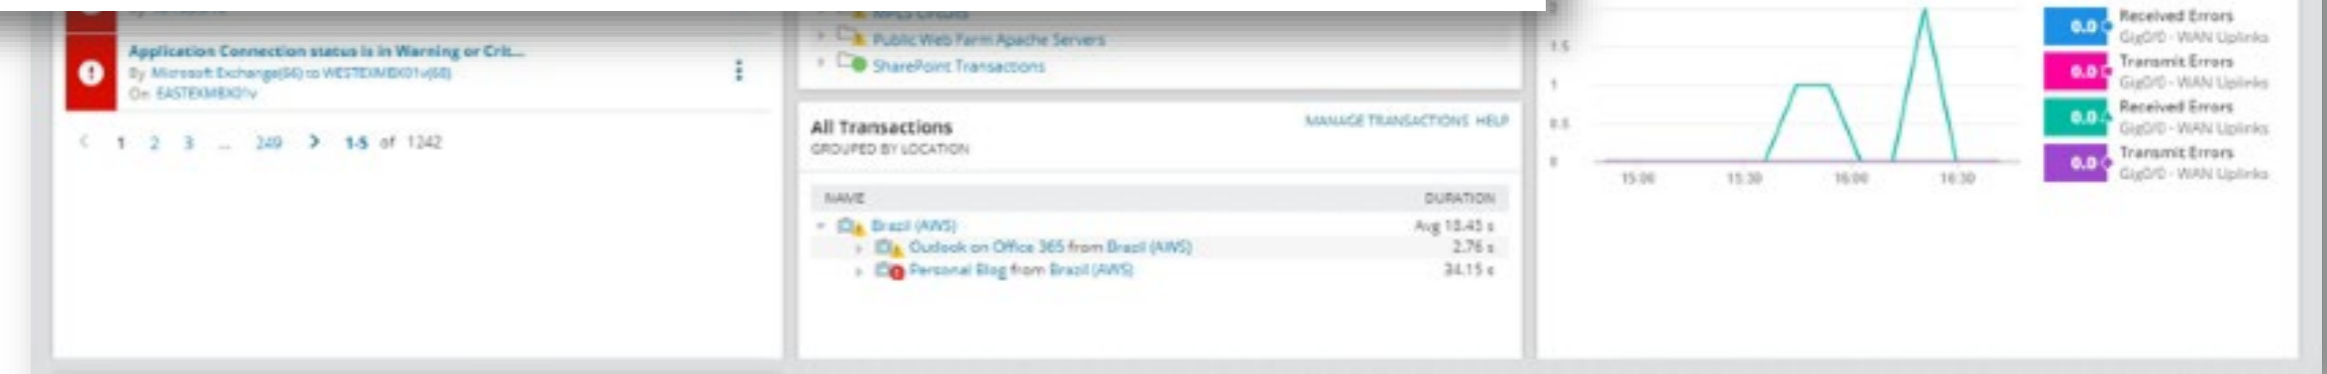 Application Connection status is in Warning or Crit...
By Microsoft Exchange(66) to WESTEXMBX01v(68)
On EASTEXMBX01v
1 2 3 ... 249 1-5 of 1242
MPLS Circuits
Public Web Farm Apache Servers
SharePoint Transactions
All Transactions
MANAGE TRANSACTIONS HELP
GROUPED BY LOCATION
NAME DURATION
Brazil (AWS) Avg 18.45 s
Outlook on Office 365 from Brazil (AWS) 2.76 s
Personal Blog from Brazil (AWS) 34.15 s
2
1.5
1
0.5
0
15:00 15:30 16:00 16:30
0.0 Received Errors
Gig0/0 - WAN Uplinks
0.0 Transmit Errors
Gig0/0 - WAN Uplinks
0.0 Received Errors
Gig0/0 - WAN Uplinks
0.0 Transmit Errors
Gig0/0 - WAN Uplinks